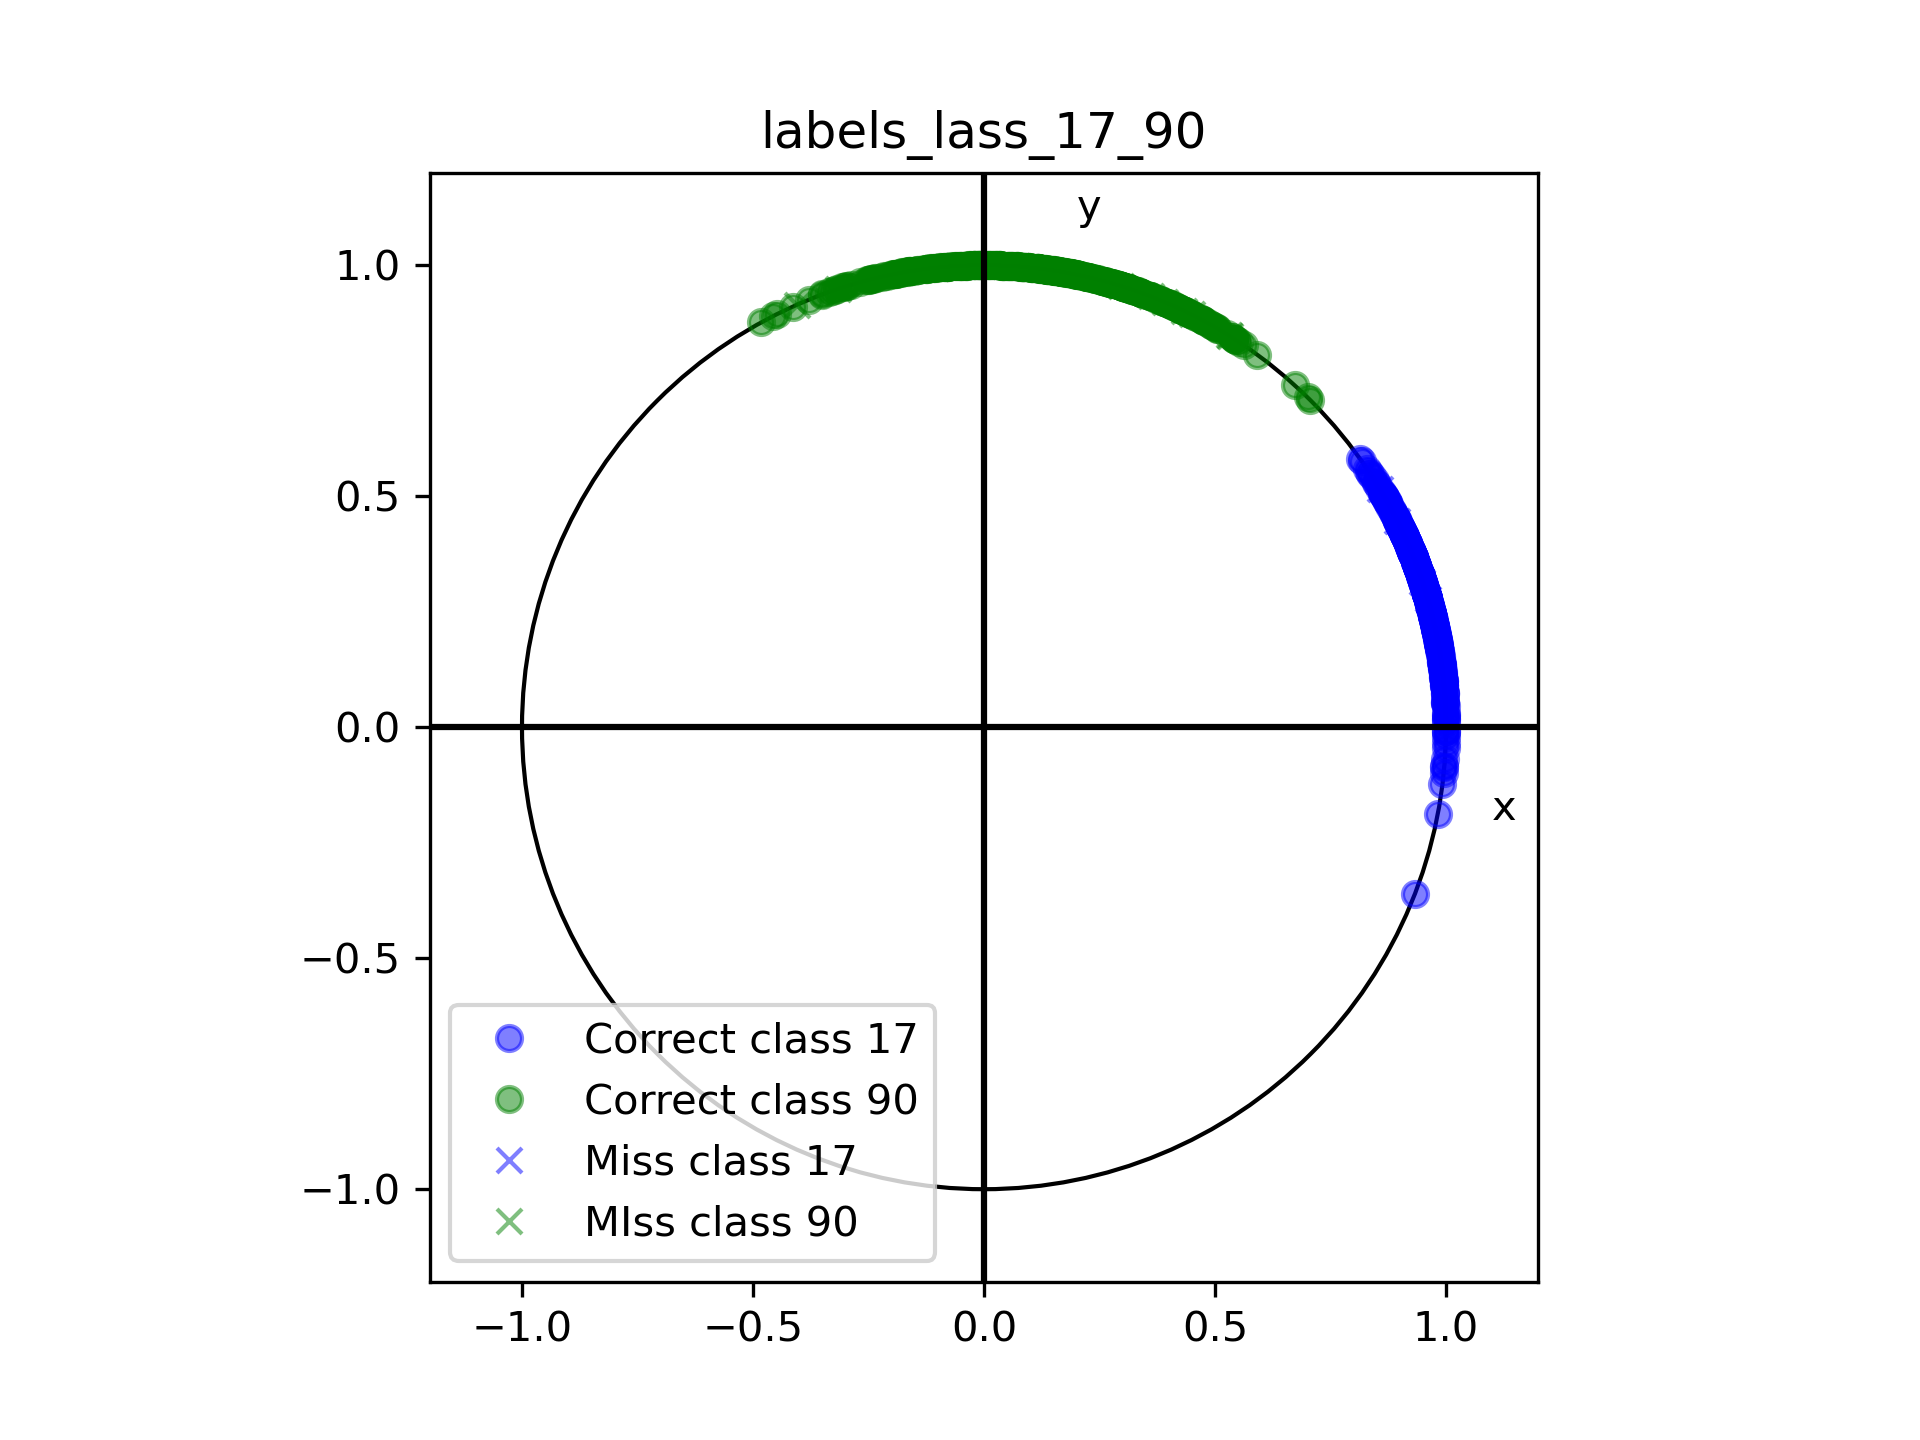 labels_lass_17_90
y
1.0
0.5
0.0
x
−0.5
−1.0
Correct class 17
Correct class 90
Miss class 17
MIss class 90
−1.0 −0.5 0.0 0.5 1.0